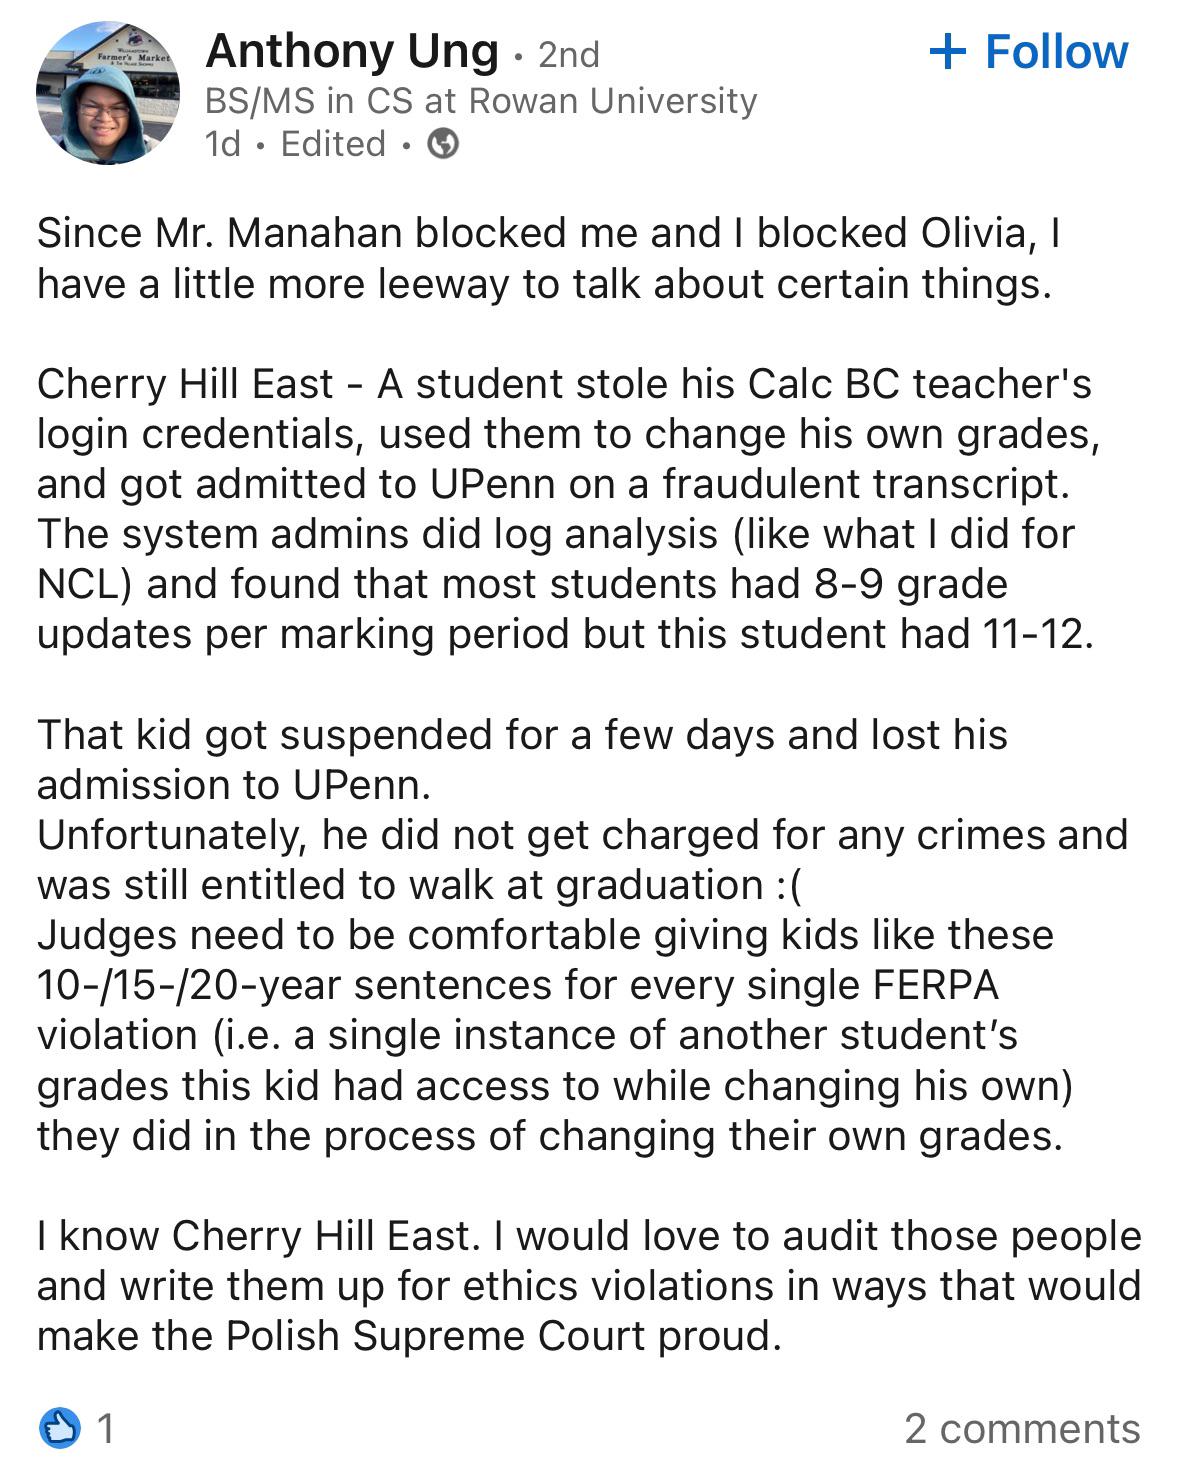 Farmer's Market
Anthony Ung • 2nd
+ Follow
BS/MS in CS at Rowan University
1d • Edited •
Since Mr. Manahan blocked me and I blocked Olivia, I
have a little more leeway to talk about certain things.
Cherry Hill East - A student stole his Calc BC teacher's
login credentials, used them to change his own grades,
and got admitted to UPenn on a fraudulent transcript.
The system admins did log analysis (like what I did for
NCL) and found that most students had 8-9 grade
updates per marking period but this student had 11-12.
That kid got suspended for a few days and lost his
admission to UPenn.
Unfortunately, he did not get charged for any crimes and
was still entitled to walk at graduation :(
Judges need to be comfortable giving kids like these
10-/15-/20-year sentences for every single FERPA
violation (i.e. a single instance of another student’s
grades this kid had access to while changing his own)
they did in the process of changing their own grades.
I know Cherry Hill East. I would love to audit those people
and write them up for ethics violations in ways that would
make the Polish Supreme Court proud.
1
2 comments